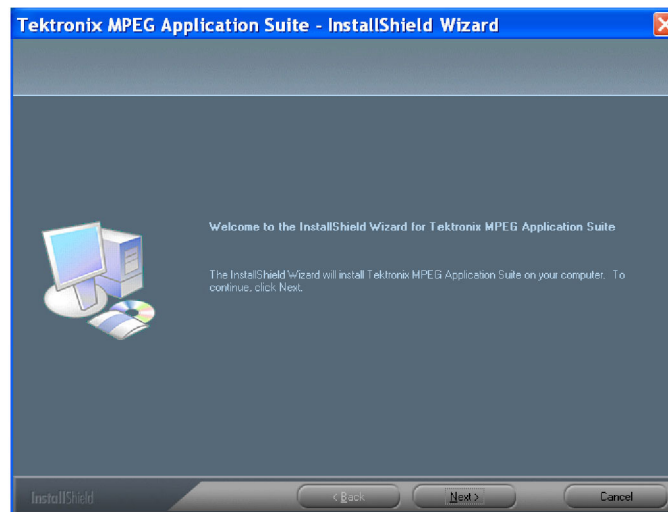 Tektronix MPEG Application Suite - InstallShield Wizard
Welcome to the InstallShield Wizard for Tektronix MPEG Application Suite
The InstallShield Wizard will install Tektronix MPEG Application Suite on your computer. To
continue, click Next.
InstallShield
< Back
Next >
Cancel